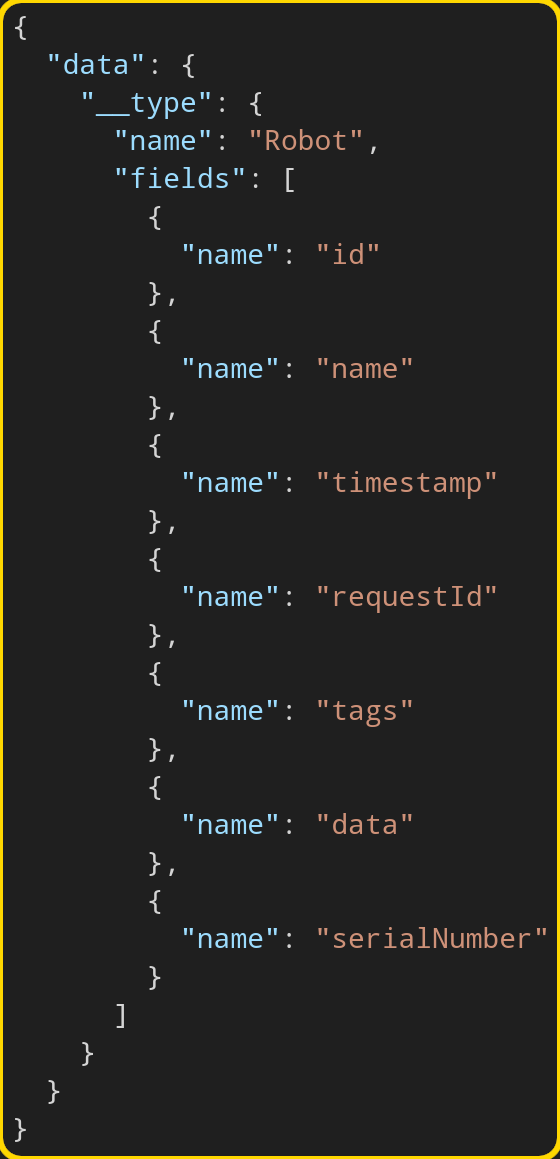 {
  "data": {
    "__type": {
      "name": "Robot",
      "fields": [
        {
          "name": "id"
        },
        {
          "name": "name"
        },
        {
          "name": "timestamp"
        },
        {
          "name": "requestId"
        },
        {
          "name": "tags"
        },
        {
          "name": "data"
        },
        {
          "name": "serialNumber"
        }
      ]
    }
  }
}